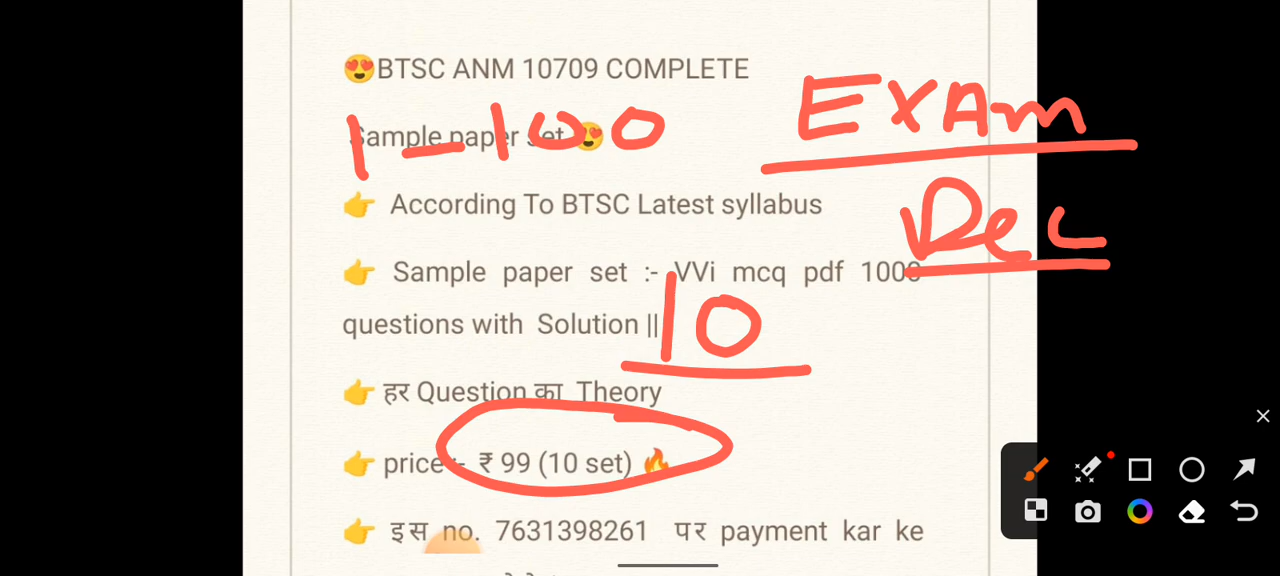 😍BTSC ANM 10709 COMPLETE
Sample paper set 😍
1 - 100
EXAm
👉 According To BTSC Latest syllabus
Dec
👉 Sample paper set :- VVi mcq pdf 1000
questions with Solution ||
10
👉 हर Question का Theory
👉 price :- ₹ 99 (10 set) 🔥
👉 इस no. 7631398261 पर payment kar ke